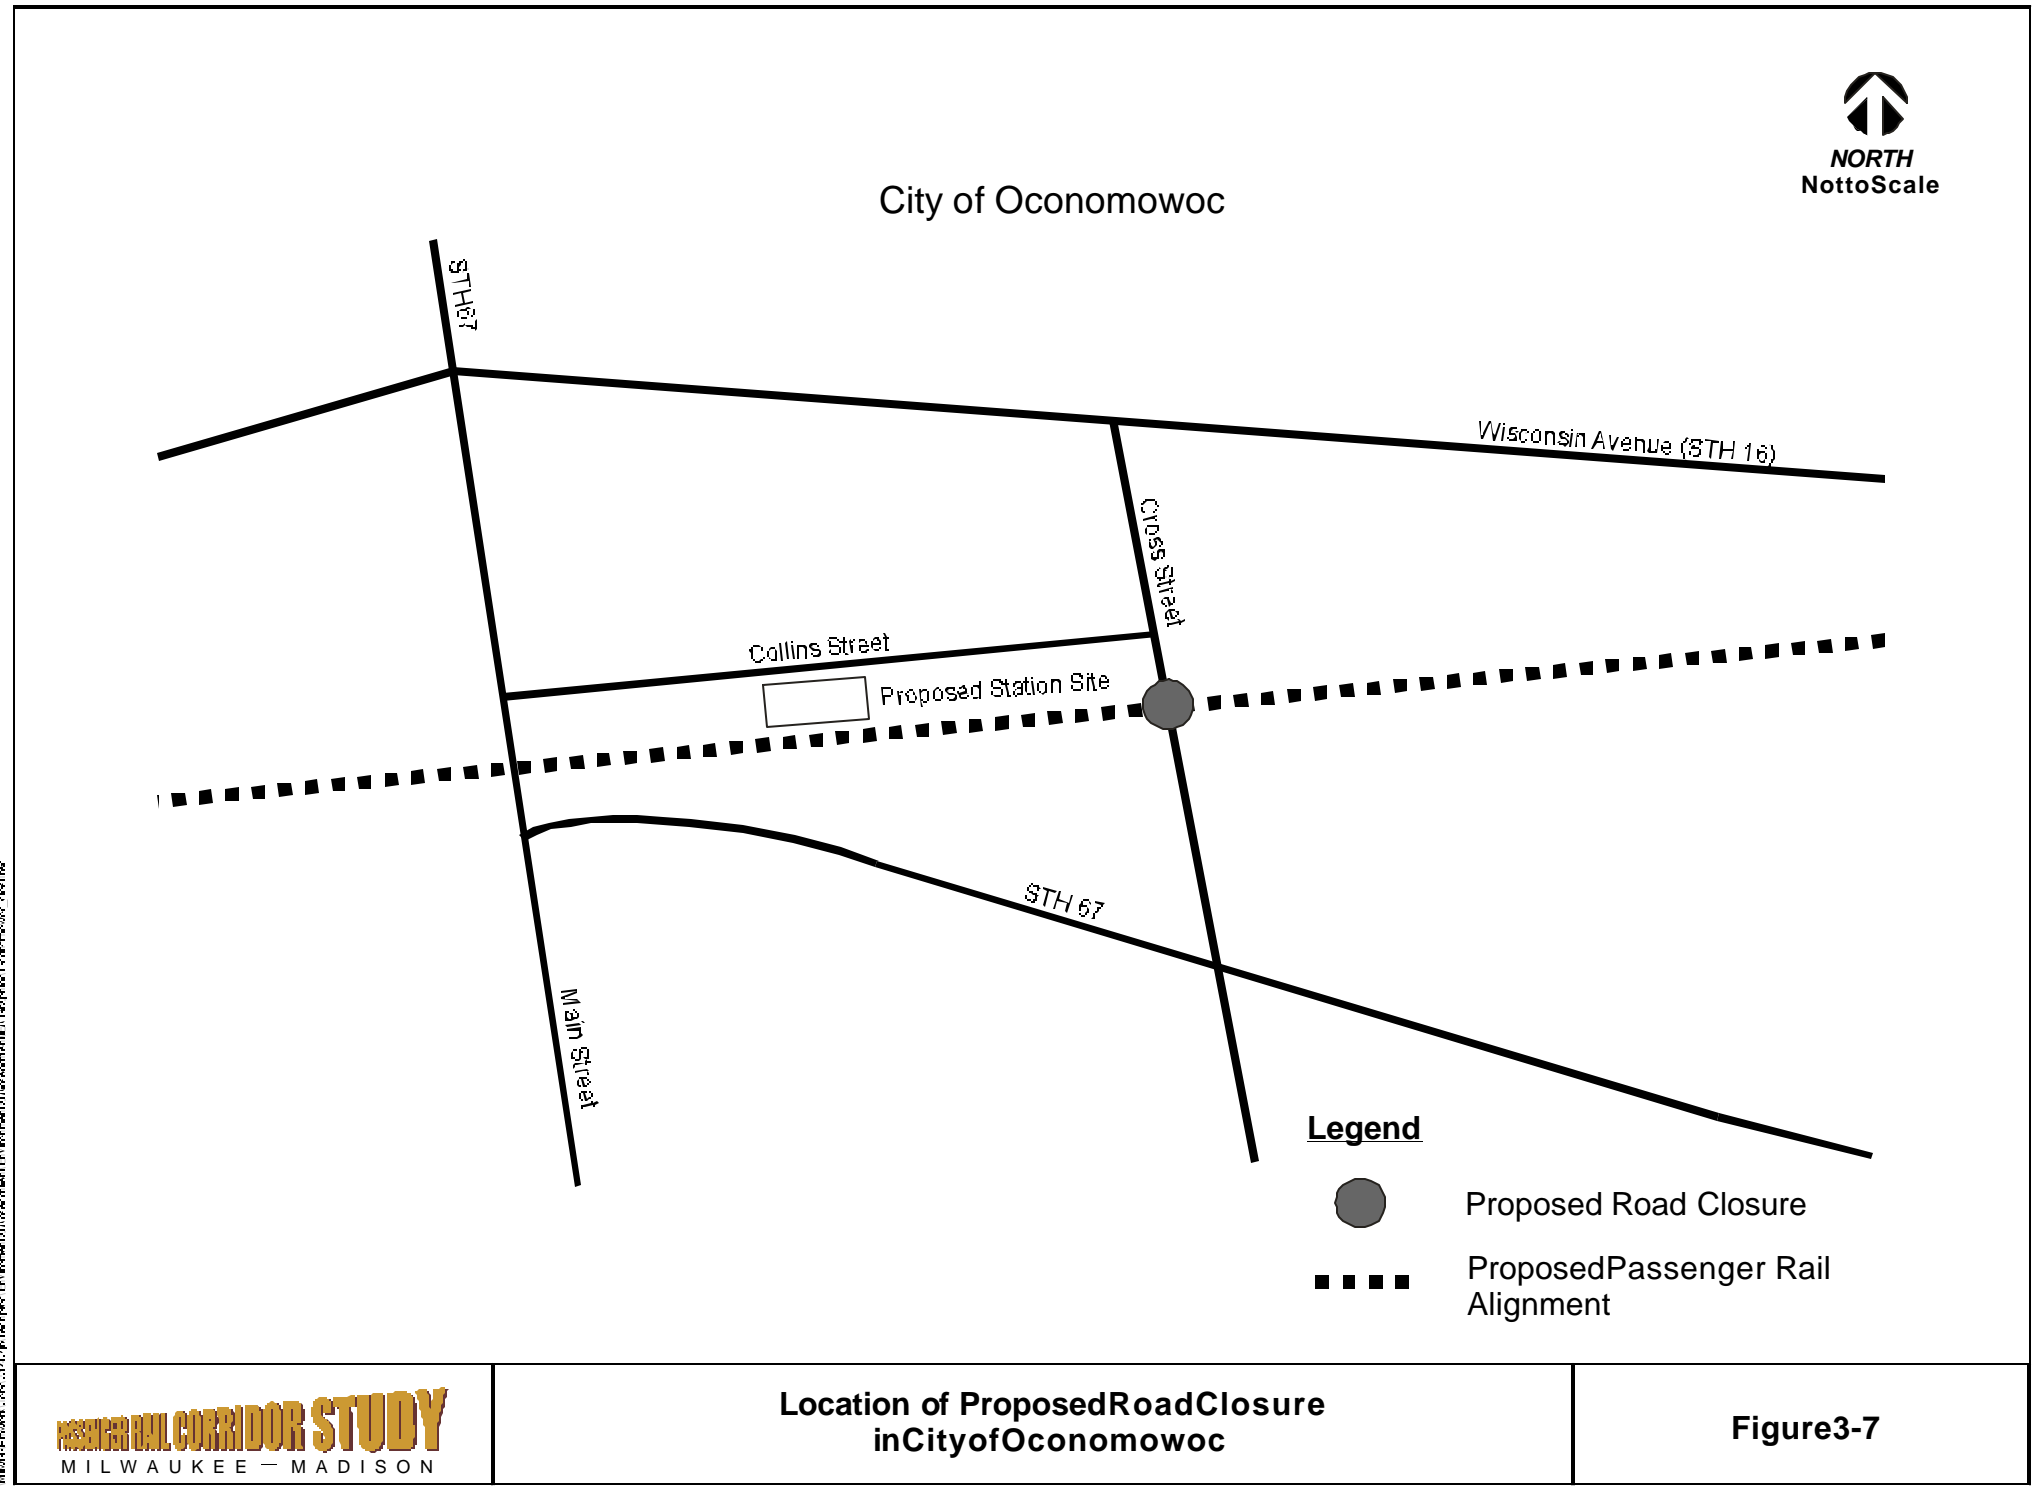 NORTH
NottoScale
City of Oconomowoc
STH67
Wisconsin Avenue (STH 16)
Cross Street
Collins Street
Proposed Station Site
STH 67
Main Street
Legend
Proposed Road Closure
ProposedPassenger Rail
Alignment
PASSENGER RAIL CORRIDOR STUDY
MILWAUKEE — MADISON
Location of ProposedRoadClosure
inCityofOconomowoc
Figure3-7